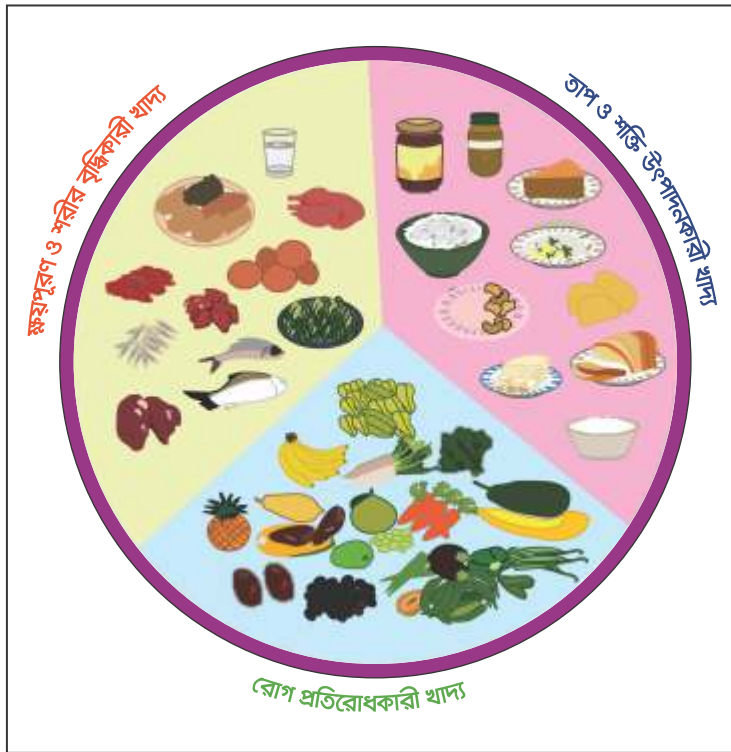 ক্ষয়পূরণ ও শরীর বৃদ্ধিকারী খাদ্য
তাপ ও শক্তি উৎপাদনকারী খাদ্য
রোগ প্রতিরোধকারী খাদ্য